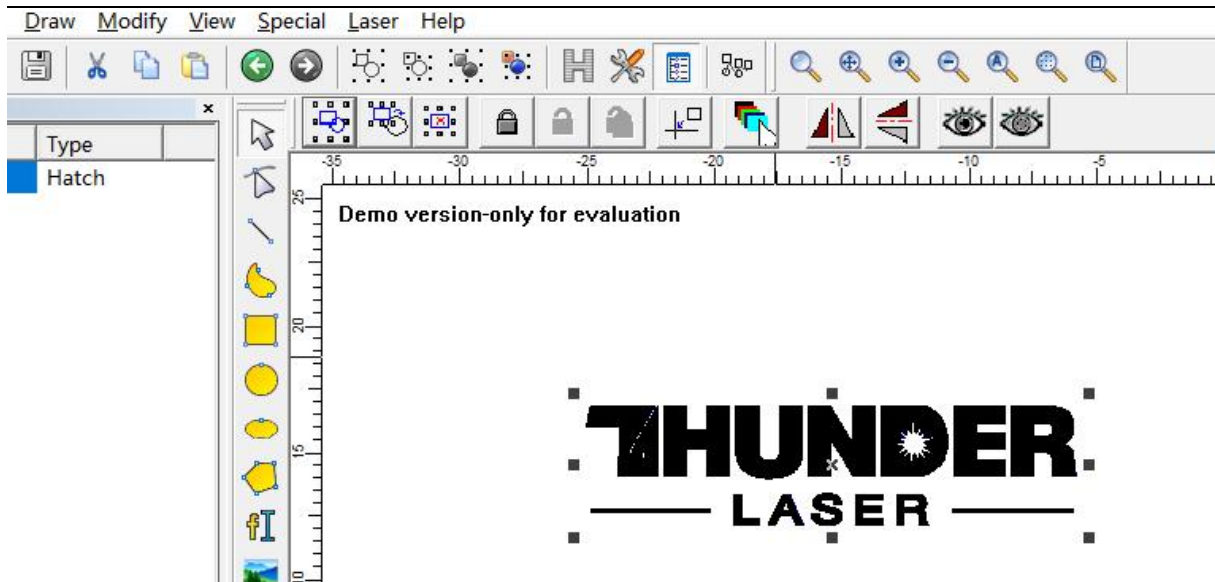 Draw Modify View Special Laser Help
Type
Hatch
-35 -30 -25 -20 -15 -10 -5
25
Demo version-only for evaluation
20
15
THUNDER
LASER